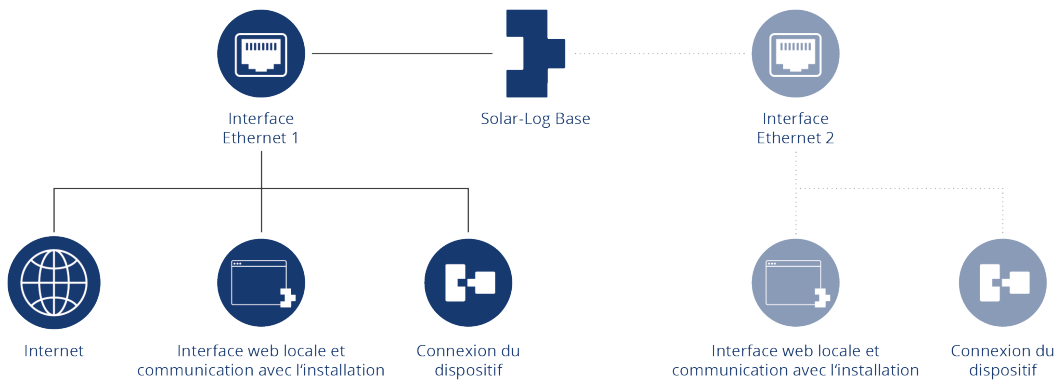 Interface
Ethernet 1
Solar-Log Base
Interface
Ethernet 2
Internet
Interface web locale et
communication avec l‘installation
Connexion du
dispositif
Interface web locale et
communication avec l‘installation
Connexion du
dispositif